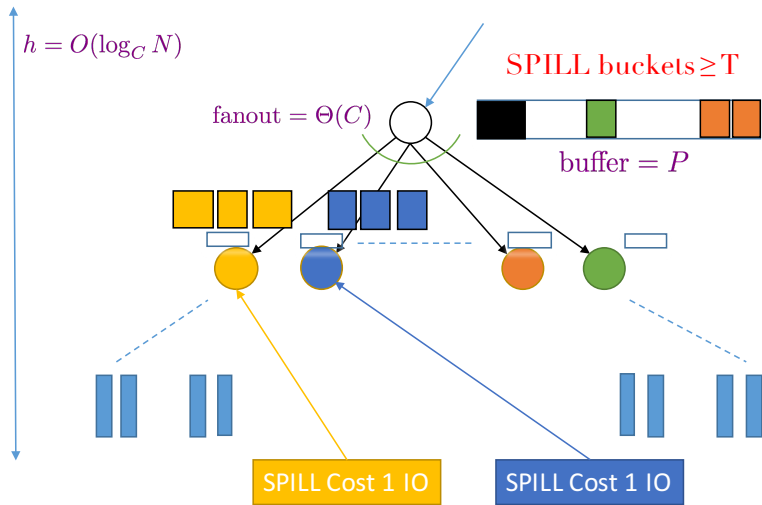 h = O(log_C N)
SPILL buckets ≥ T
fanout = Θ(C)
buffer = P
SPILL Cost 1 IO
SPILL Cost 1 IO